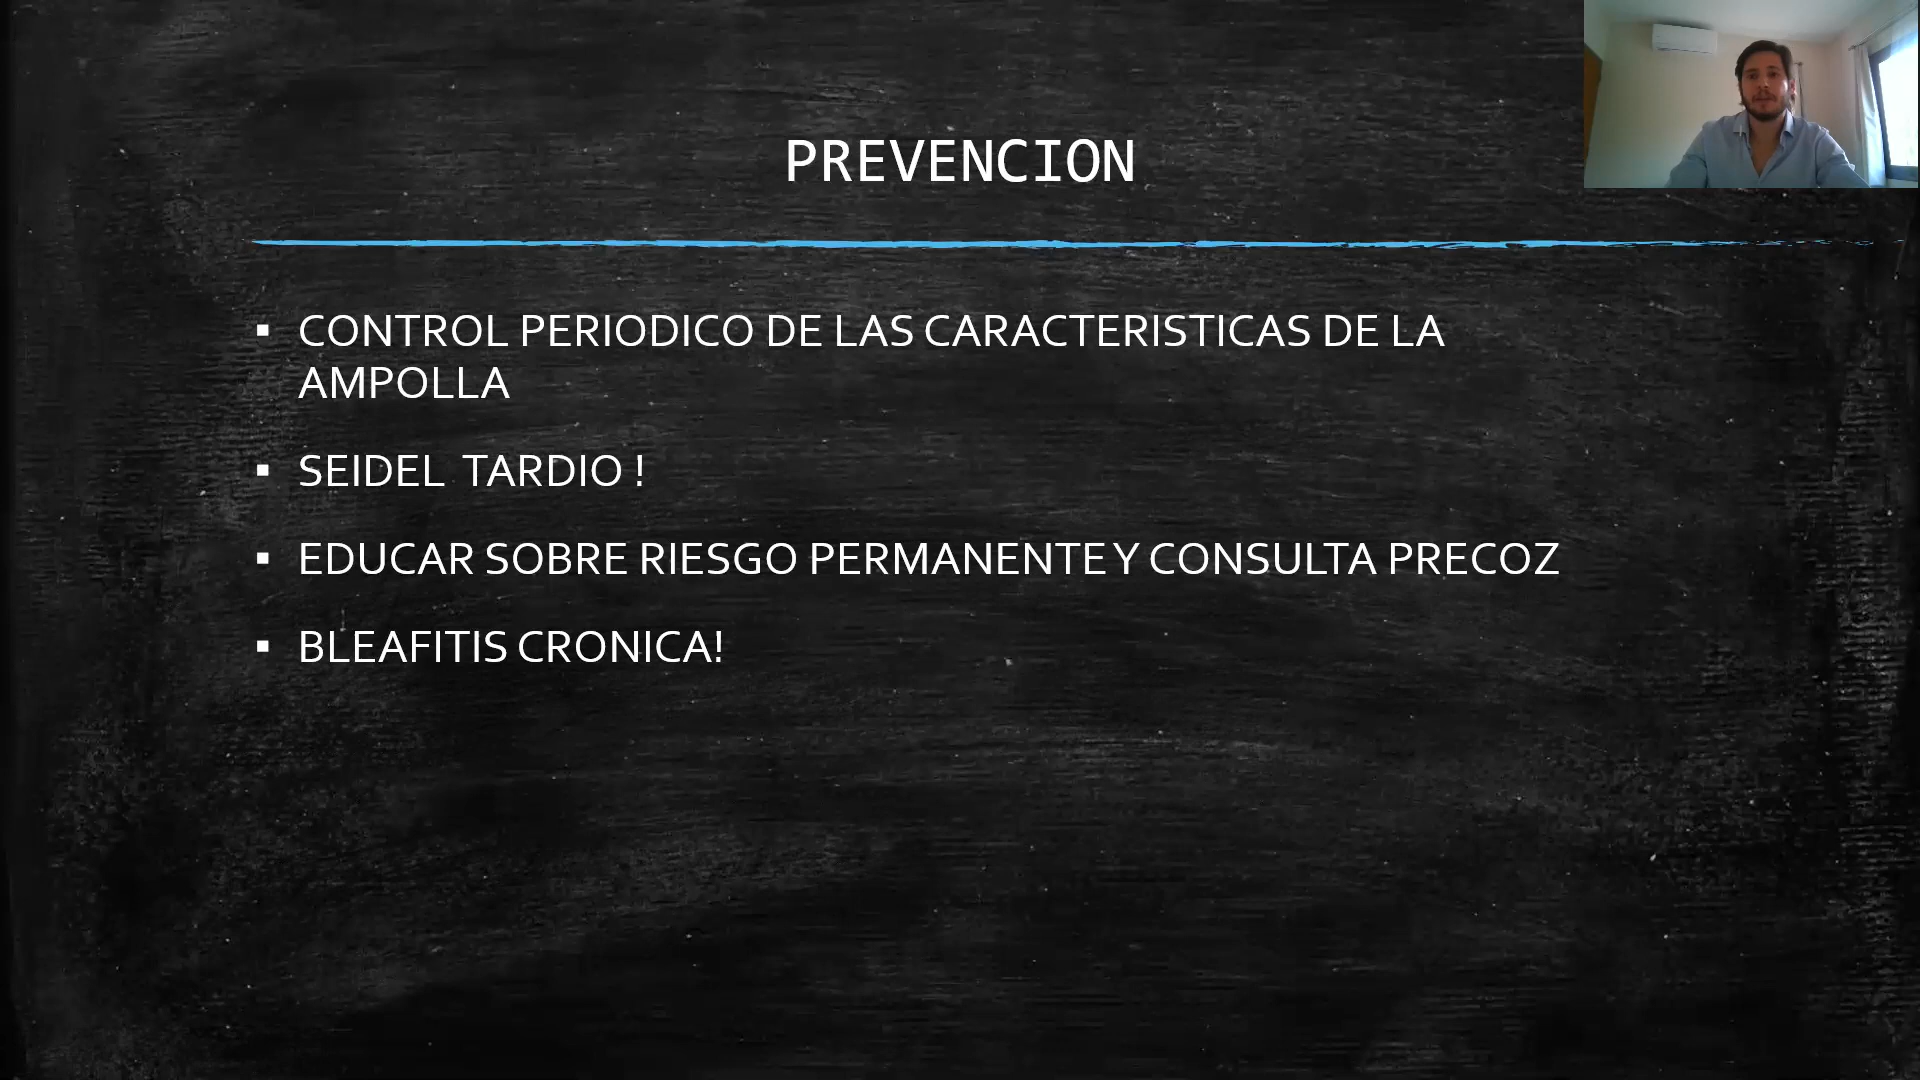 PREVENCION
▪ CONTROL PERIODICO DE LAS CARACTERISTICAS DE LA
AMPOLLA
▪ SEIDEL TARDIO !
▪ EDUCAR SOBRE RIESGO PERMANENTE Y CONSULTA PRECOZ
▪ BLEAFITIS CRONICA!